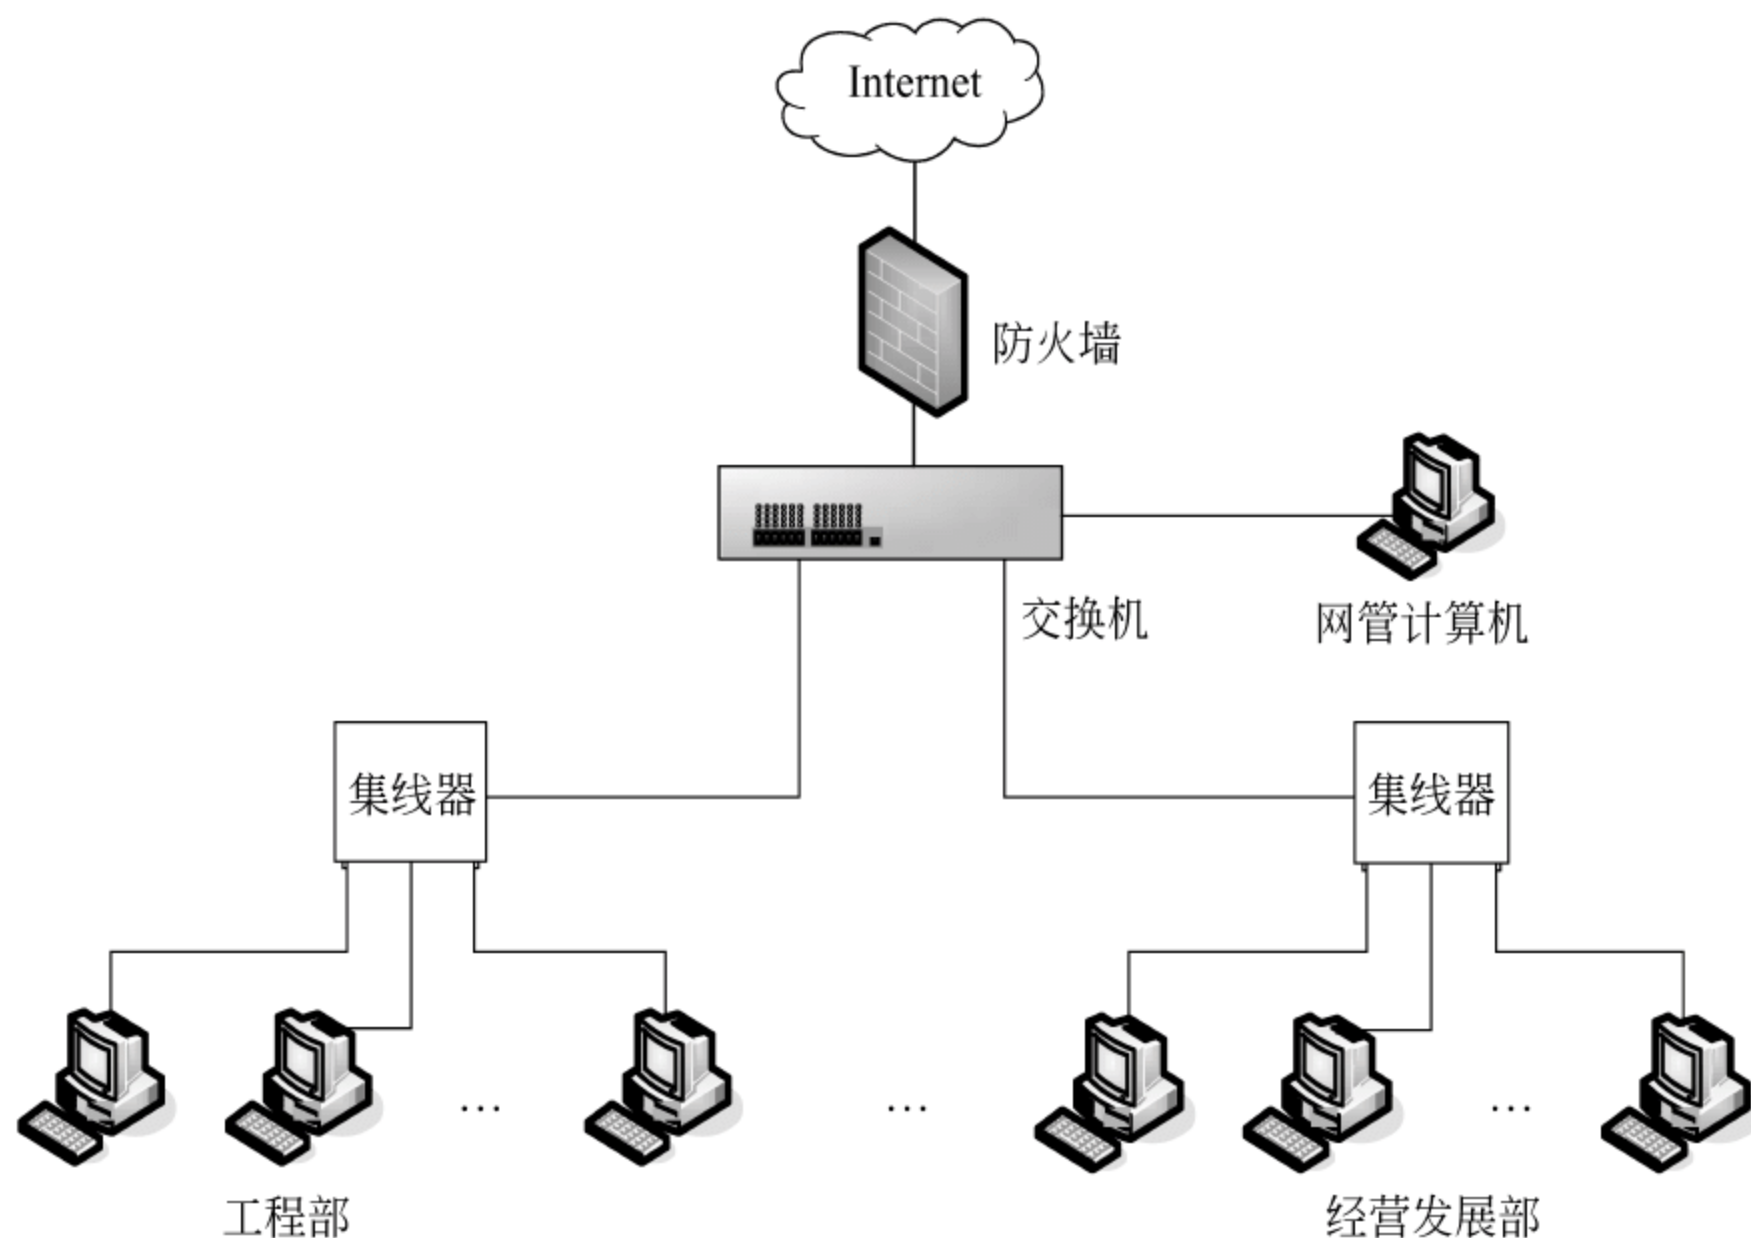 Internet
防火墙
交换机
网管计算机
集线器
集线器
…
…
…
工程部
经营发展部